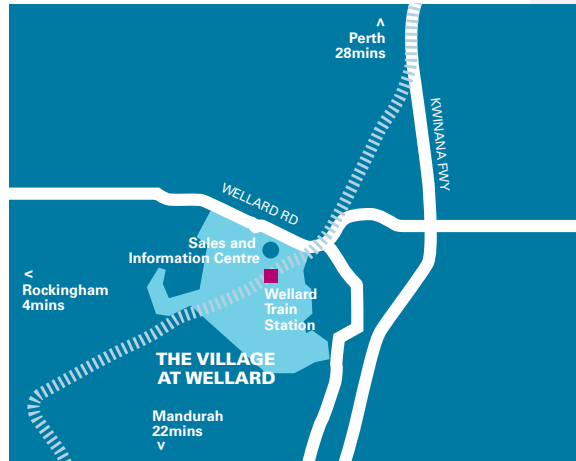 ^
Perth
28mins
KWINANA FWY
WELLARD RD
Sales and
Information Centre
<
Rockingham
4mins
Wellard
Train
Station
THE VILLAGE
AT WELLARD
Mandurah
22mins
v